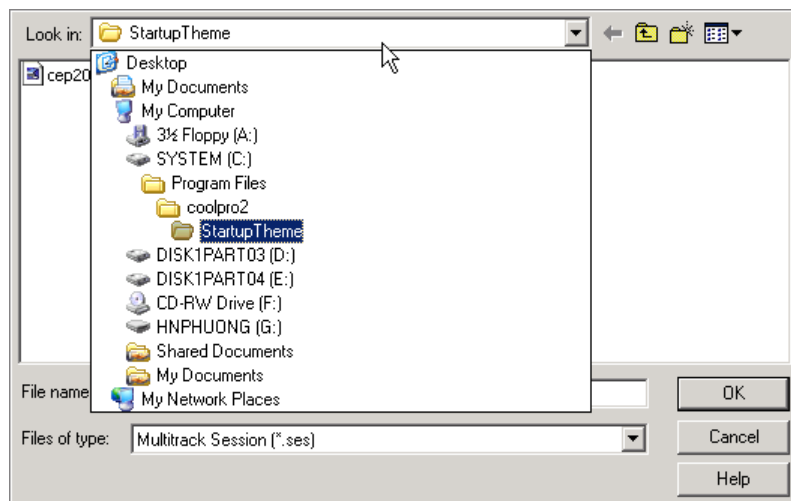 Look in: StartupTheme
cep20
Desktop
My Documents
My Computer
3½ Floppy (A:)
SYSTEM (C:)
Program Files
coolpro2
StartupTheme
DISK1PART03 (D:)
DISK1PART04 (E:)
CD-RW Drive (F:)
HNPHUONG (G:)
Shared Documents
My Documents
My Network Places
File name
OK
Files of type: Multitrack Session (*.ses)
Cancel
Help